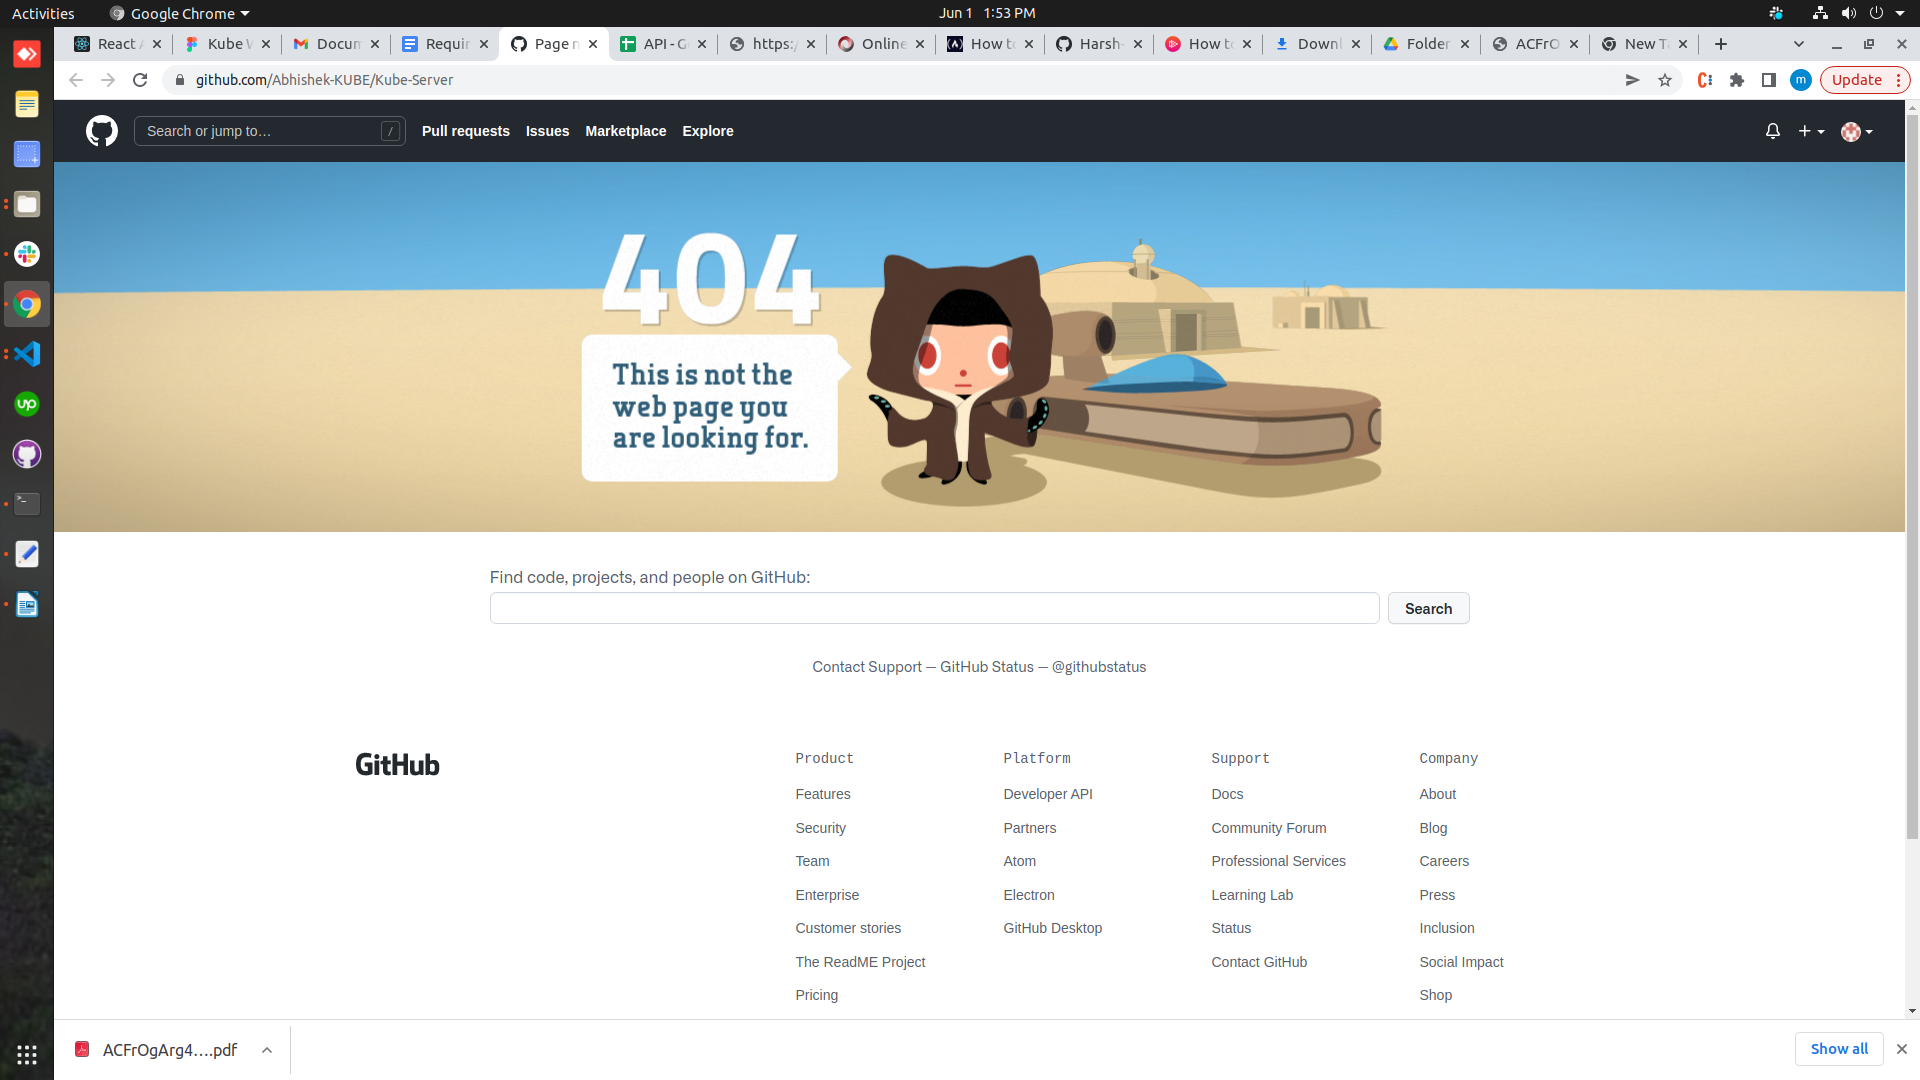 Activities
Google Chrome
Jun 1 1:53 PM
React A
Kube W
Docum
Requir
Page n
API - G
https:/
Online
How to
Harsh-
How to
Downl
Folder
ACFrO
New Ta
github.com/Abhishek-KUBE/Kube-Server
m
Update
Search or jump to…
/
Pull requests
Issues
Marketplace
Explore
404
This is not the
web page you
are looking for.
Find code, projects, and people on GitHub:
Search
Contact Support — GitHub Status — @githubstatus
GitHub
Product
Features
Security
Team
Enterprise
Customer stories
The ReadME Project
Pricing
Platform
Developer API
Partners
Atom
Electron
GitHub Desktop
Support
Docs
Community Forum
Professional Services
Learning Lab
Status
Contact GitHub
Company
About
Blog
Careers
Press
Inclusion
Social Impact
Shop
ACFrOgArg4....pdf
Show all